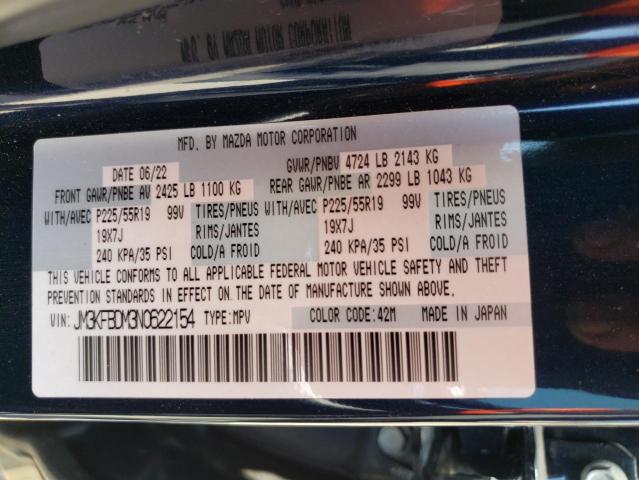 MFD. BY MAZDA MOTOR CORPORATION
MFD. BY MAZDA MOTOR CORPORATION
DATE 06/22 GVWR/PNBV 4724 LB 2143 KG
FRONT GAWR/PNBE AV 2425 LB 1100 KG REAR GAWR/PNBE AR 2299 LB 1043 KG
WITH/AVEC P225/55R19 99V TIRES/PNEUS WITH/AVEC P225/55R19 99V TIRES/PNEUS
19X7J RIMS/JANTES 19X7J RIMS/JANTES
240 KPA/35 PSI COLD/A FROID 240 KPA/35 PSI COLD/A FROID
THIS VEHICLE CONFORMS TO ALL APPLICABLE FEDERAL MOTOR VEHICLE SAFETY AND THEFT
PREVENTION STANDARDS IN EFFECT ON THE DATE OF MANUFACTURE SHOWN ABOVE.
VIN: JM3KFBDM3N0622154 TYPE:MPV COLOR CODE: 42M MADE IN JAPAN